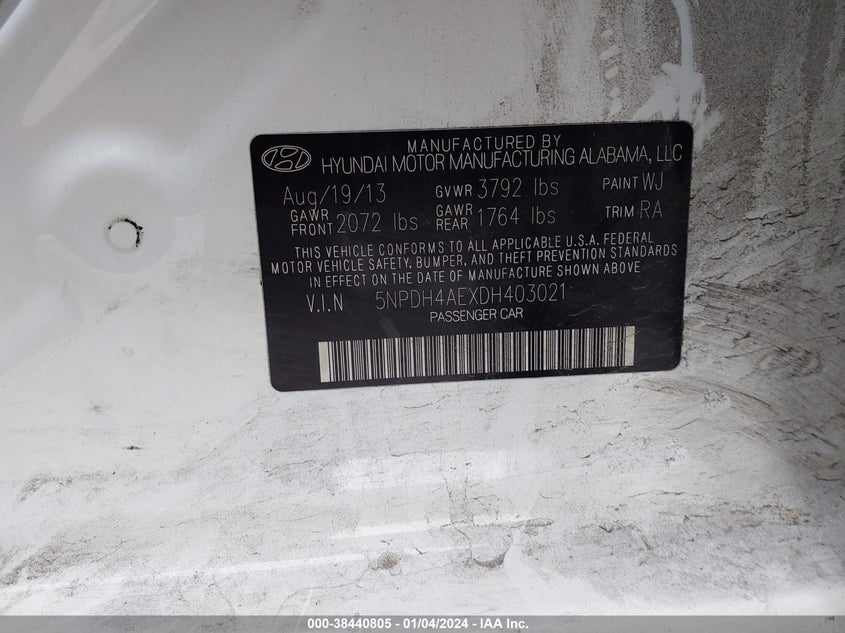 MANUFACTURED BY
HYUNDAI MOTOR MANUFACTURING ALABAMA, LLC
Aug/19/13 GVWR 3792 lbs PAINT WJ
GAWR FRONT 2072 lbs GAWR REAR 1764 lbs TRIM RA
THIS VEHICLE CONFORMS TO ALL APPLICABLE U.S.A. FEDERAL
MOTOR VEHICLE SAFETY, BUMPER, AND THEFT PREVENTION STANDARDS
IN EFFECT ON THE DATE OF MANUFACTURE SHOWN ABOVE
V.I.N 5NPDH4AEXDH403021
PASSENGER CAR
000-38440805 - 01/04/2024 - IAA Inc.